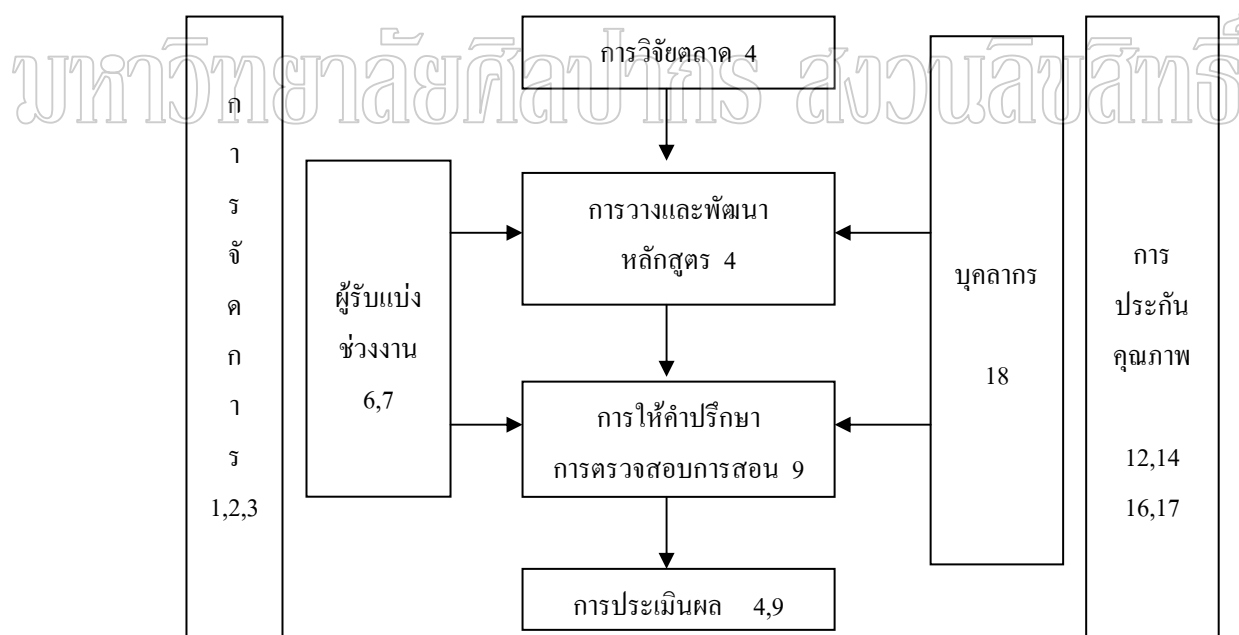 มหาวิทยาลัยศิลปากร สงวนลิขสิทธิ์
การจัดการ
1,2,3
ผู้รับแบ่ง
ช่วงงาน
6,7
การวิจัยตลาด 4
การวางและพัฒนา
หลักสูตร 4
การให้คำปรึกษา
การตรวจสอบการสอน 9
การประเมินผล 4,9
บุคลากร
18
การ
ประกัน
คุณภาพ
12,14
16,17